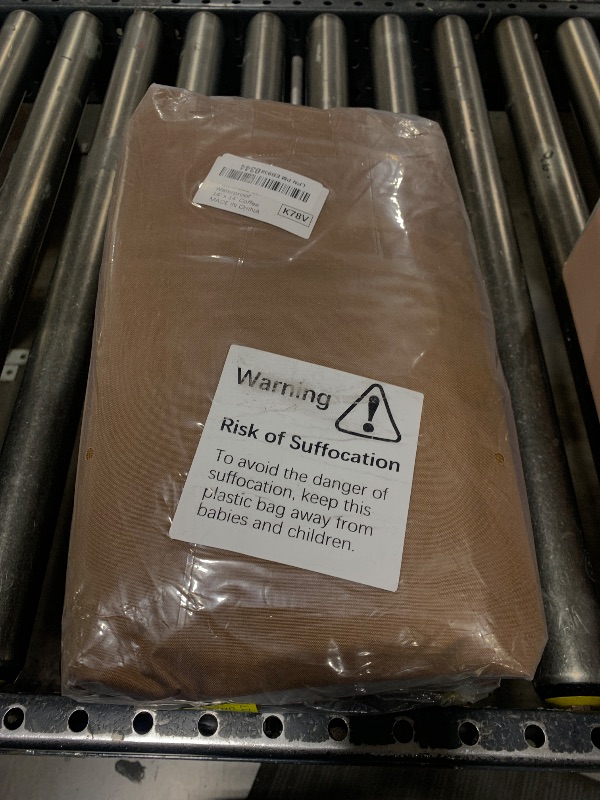 Waterproof
MADE IN CHINA
K78V
Warning
Risk of Suffocation
To avoid the danger of
suffocation, keep this
plastic bag away from
babies and children.